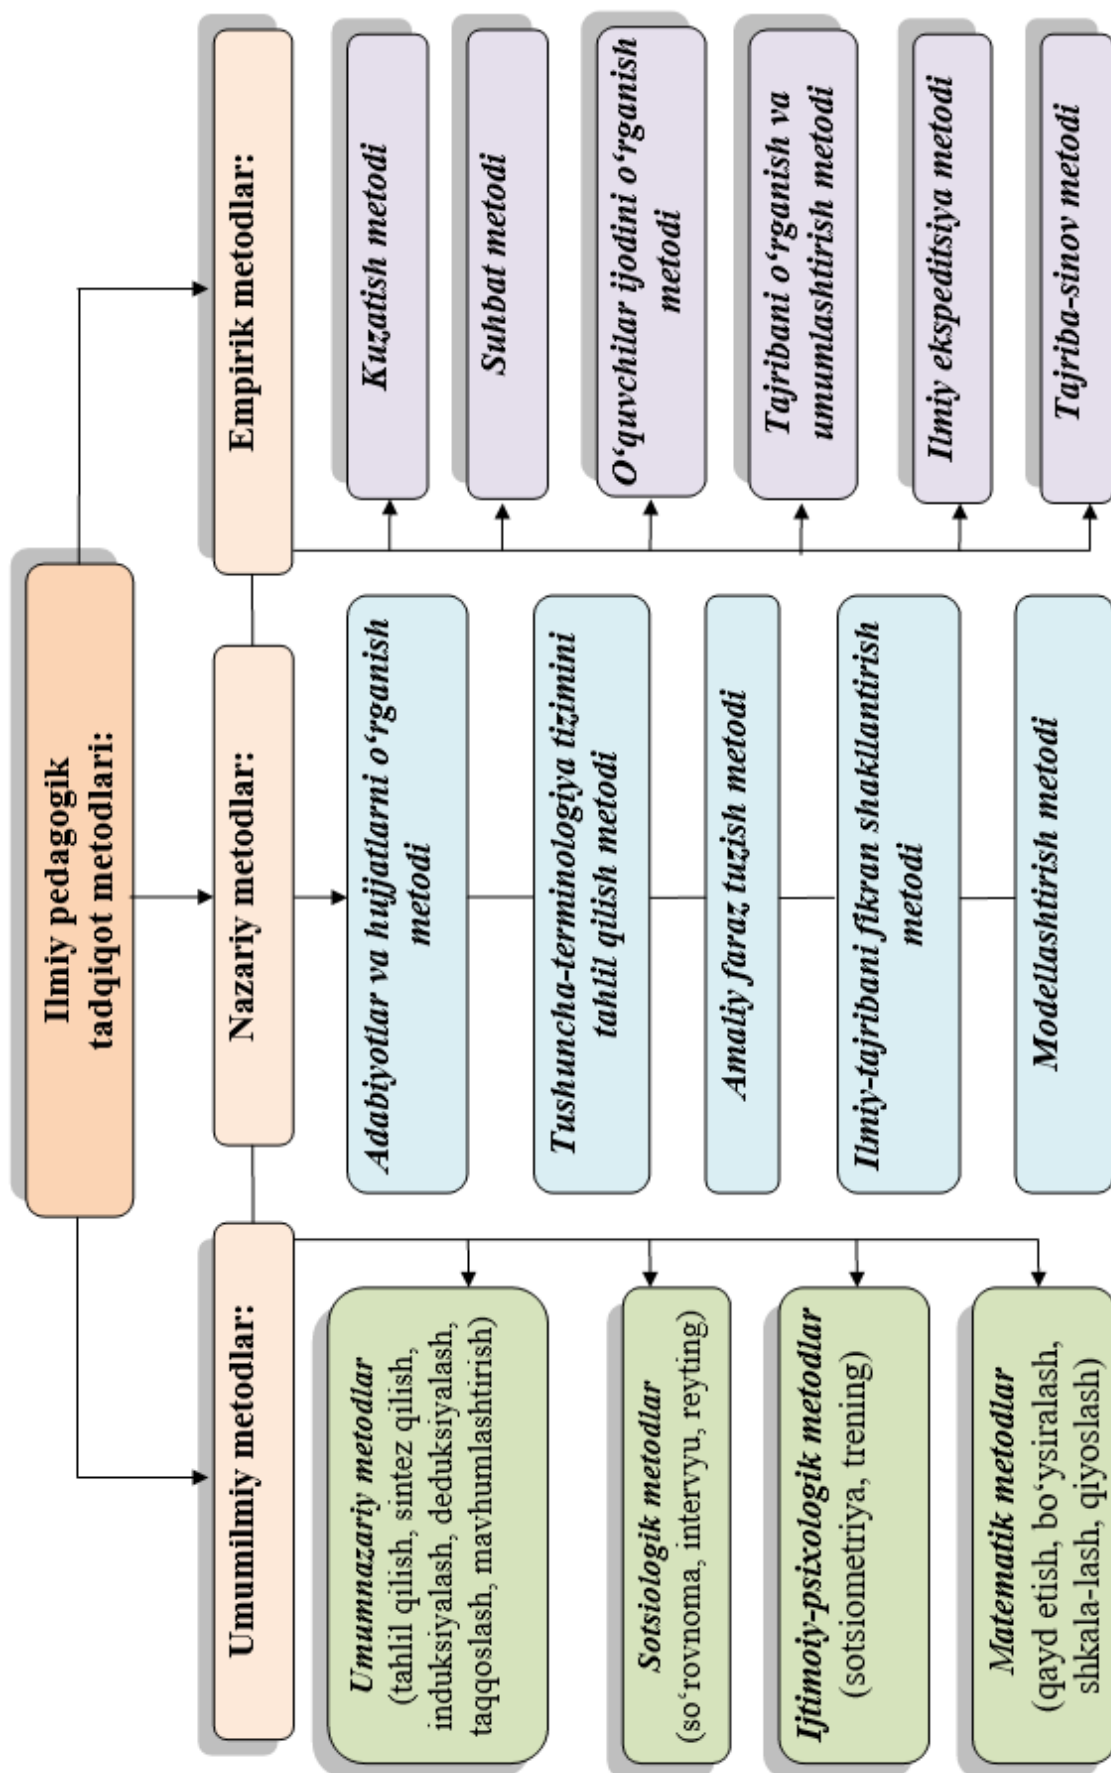 Ilmiy pedagogik
tadqiqot metodlari:
Umumilmiy metodlar:
Nazariy metodlar:
Empirik metodlar:
Umumnazariy metodlar
(tahlil qilish, sintez qilish,
induksiyalash, deduksiyalash,
taqqoslash, mavhumlashtirish)
Sotsiologik metodlar
(so‘rovnoma, intervyu, reyting)
Ijtimoiy-psixologik metodlar
(sotsiometriya, trening)
Matematik metodlar
(qayd etish, bo‘ysiralash,
shkala-lash, qiyoslash)
Adabiyotlar va hujjatlarni o‘rganish
metodi
Tushuncha-terminologiya tizimini
tahlil qilish metodi
Amaliy faraz tuzish metodi
Ilmiy-tajribani fikran shakllantirish
metodi
Modellashtirish metodi
Kuzatish metodi
Suhbat metodi
O‘quvchilar ijodini o‘rganish
metodi
Tajribani o‘rganish va
umumlashtirish metodi
Ilmiy ekspeditsiya metodi
Tajriba-sinov metodi